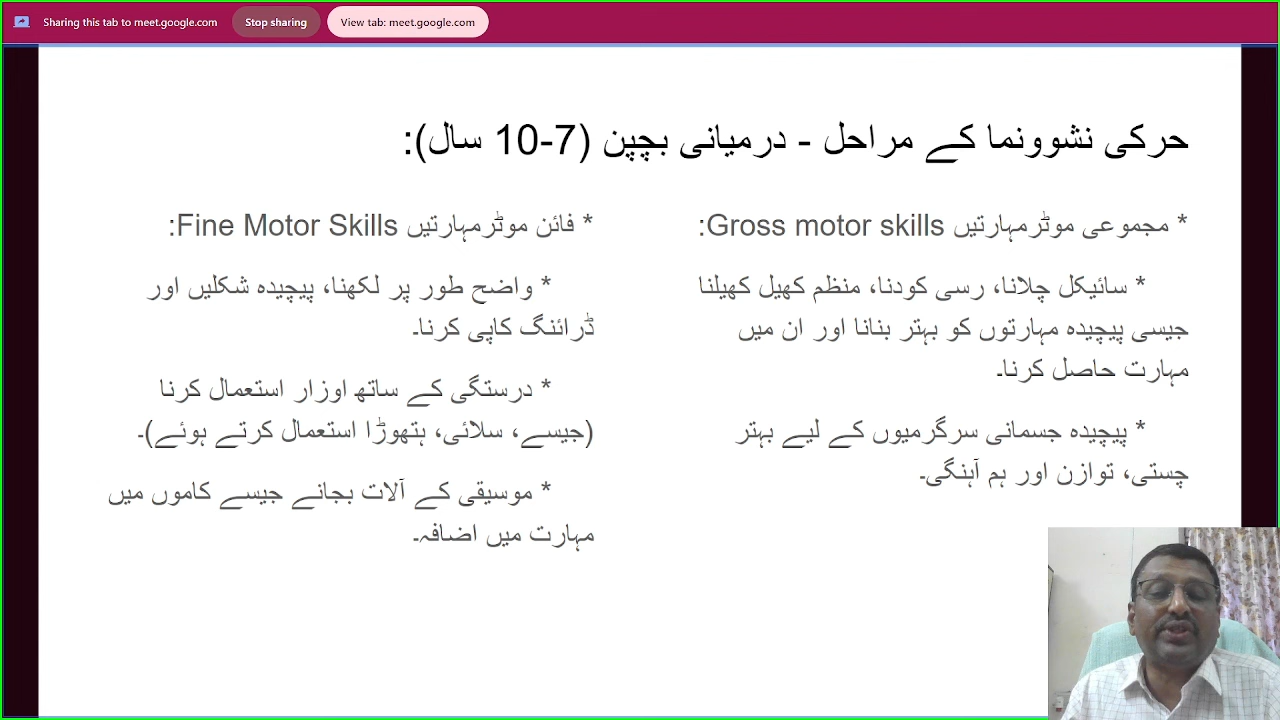 Sharing this tab to meet.google.com
Stop sharing
View tab: meet.google.com
حرکی نشوونما کے مراحل - درمیانی بچپن (7-10 سال):
* مجموعی موٹرمہارتیں Gross motor skills:
* سائیکل چلانا، رسی کودنا، منظم کھیل کھیلنا
جیسی پیچیدہ مہارتوں کو بہتر بنانا اور ان میں
مہارت حاصل کرنا۔
* پیچیدہ جسمانی سرگرمیوں کے لیے بہتر
چستی، توازن اور ہم آہنگی۔
* فائن موٹرمہارتیں Fine Motor Skills:
* واضح طور پر لکھنا، پیچیدہ شکلیں اور
ڈرائنگ کاپی کرنا۔
* درستگی کے ساتھ اوزار استعمال کرنا
(جیسے، سلائی، ہتھوڑا استعمال کرتے ہوئے)۔
* موسیقی کے آلات بجانے جیسے کاموں میں
مہارت میں اضافہ۔